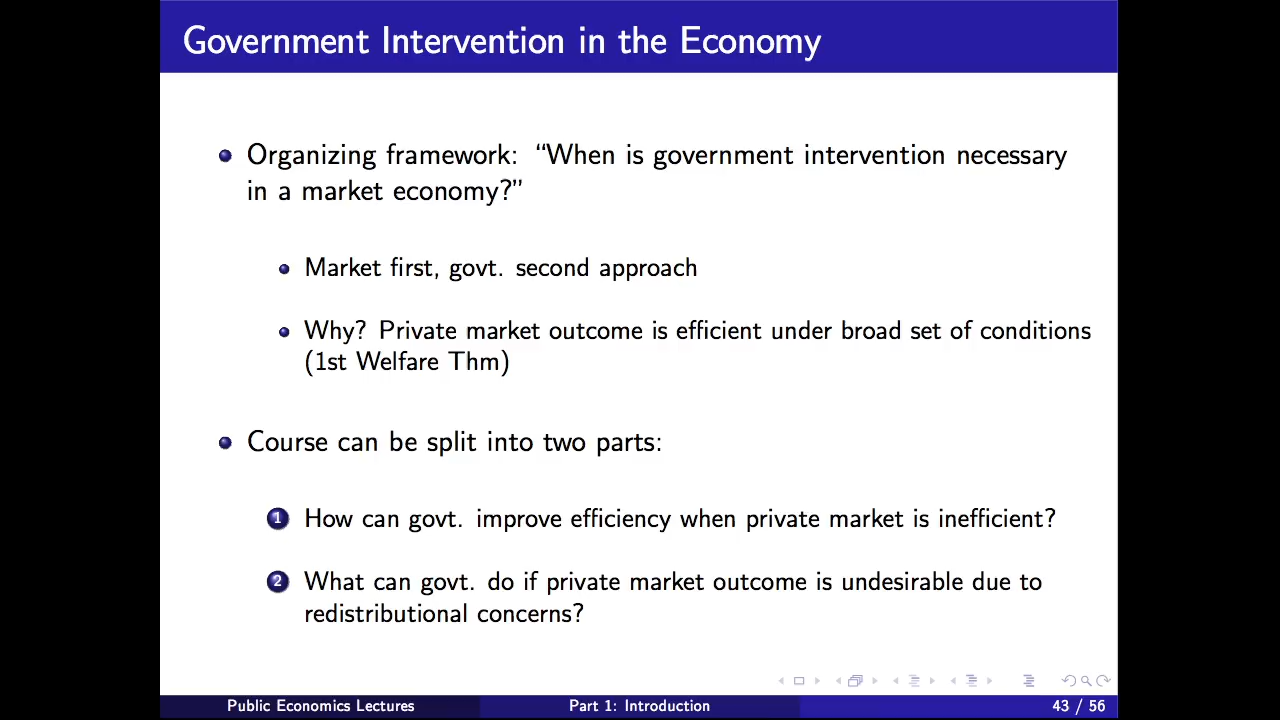 Government Intervention in the Economy
Organizing framework: “When is government intervention necessary
in a market economy?”
Market first, govt. second approach
Why? Private market outcome is efficient under broad set of conditions
(1st Welfare Thm)
Course can be split into two parts:
1 How can govt. improve efficiency when private market is inefficient?
2 What can govt. do if private market outcome is undesirable due to
redistributional concerns?
Public Economics Lectures Part 1: Introduction 43 / 56